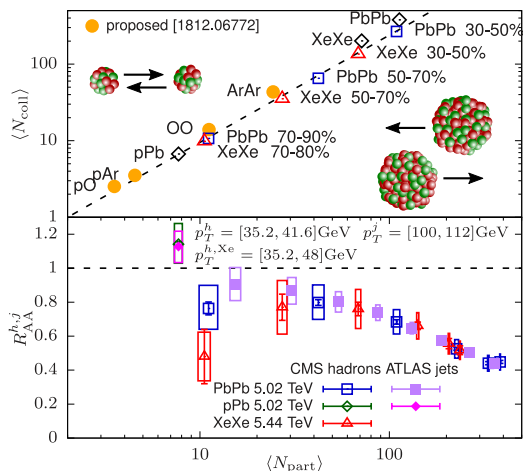 proposed [1812.06772]
PbPb
PbPb 30-50%
XeXe
XeXe 30-50%
PbPb 50-70%
ArAr
XeXe 50-70%
OO
PbPb 70-90%
pPb
XeXe 70-80%
pAr
pO
⟨N_coll⟩
100
10
1
p_T^h = [35.2, 41.6]GeV p_T^j = [100, 112]GeV
p_T^{h,Xe} = [35.2, 48]GeV
R_AA^{h,j}
1.2
1
0.8
0.6
0.4
0.2
0
CMS hadrons ATLAS jets
PbPb 5.02 TeV
pPb 5.02 TeV
XeXe 5.44 TeV
10 100
⟨N_part⟩